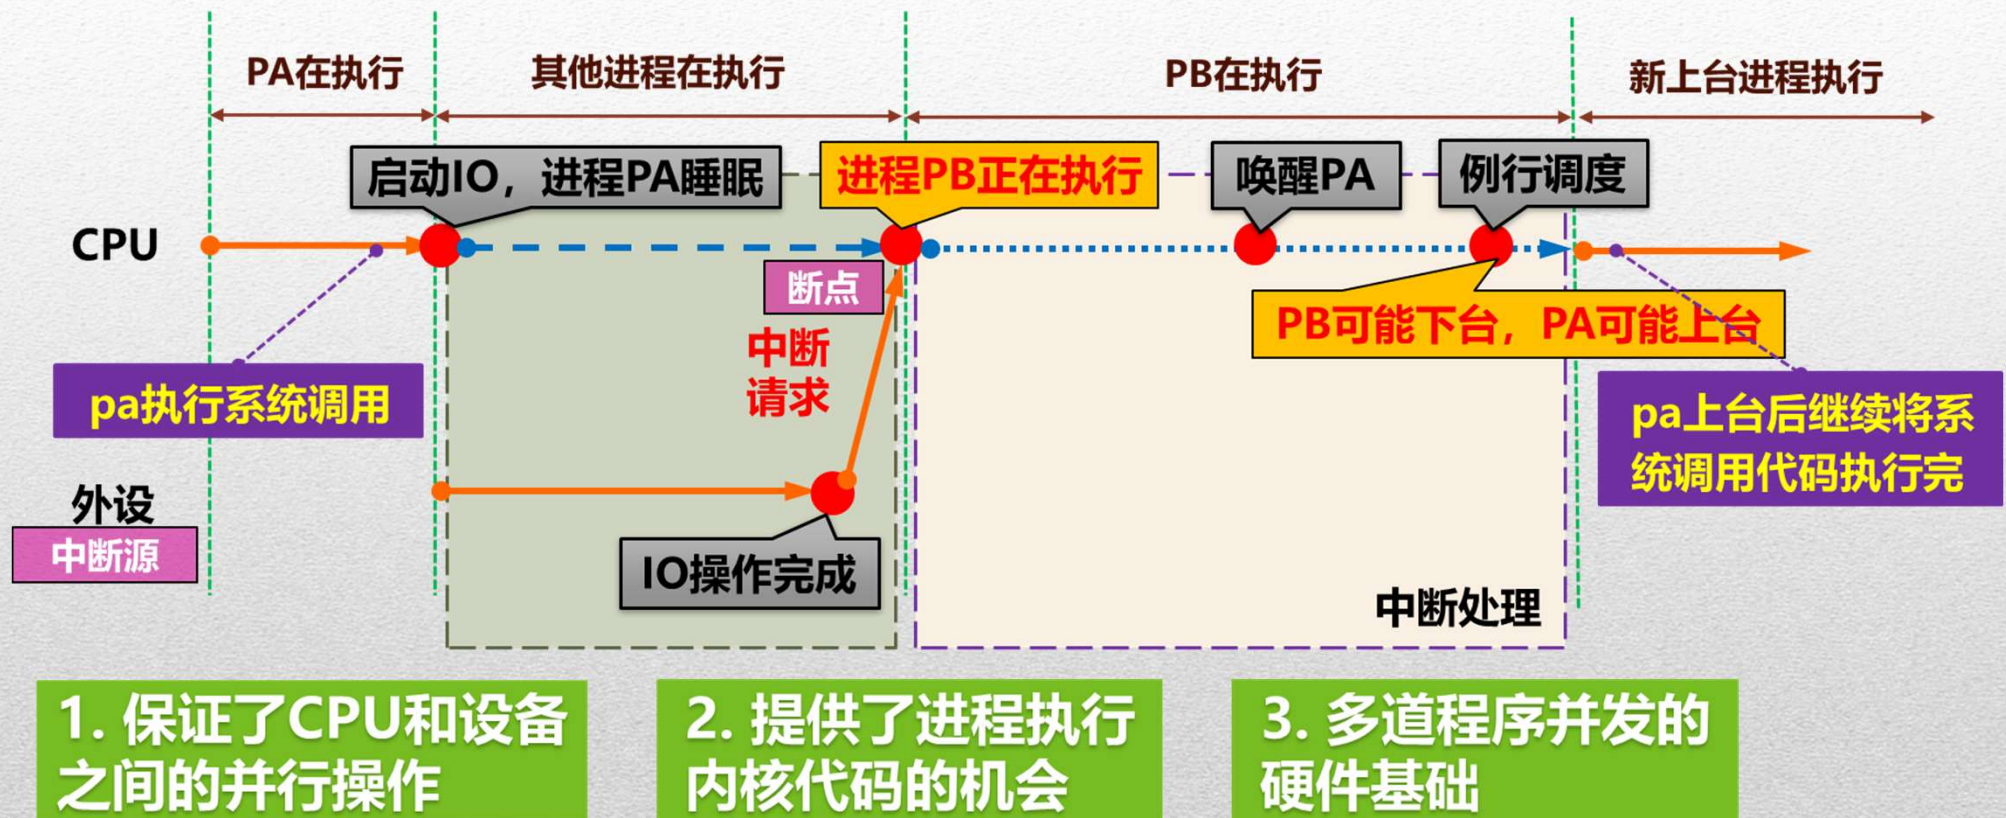 PA在执行
其他进程在执行
PB在执行
新上台进程执行
启动IO，进程PA睡眠
进程PB正在执行
唤醒PA
例行调度
CPU
断点
中断
请求
PB可能下台，PA可能上台
pa执行系统调用
pa上台后继续将系
统调用代码执行完
外设
中断源
IO操作完成
中断处理
1. 保证了CPU和设备
之间的并行操作
2. 提供了进程执行
内核代码的机会
3. 多道程序并发的
硬件基础